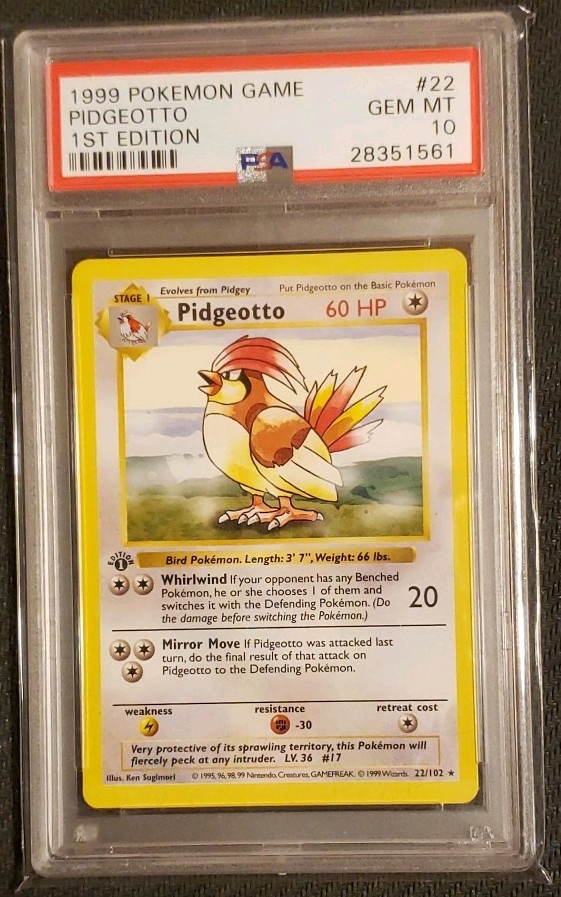 1999 POKEMON GAME #22
PIDGEOTTO GEM MT
1ST EDITION 10
PSA 28351561
STAGE 1 Evolves from Pidgey Put Pidgeotto on the Basic Pokémon
Pidgeotto 60 HP
EDITION
1
Bird Pokémon. Length: 3' 7", Weight: 66 lbs.
Whirlwind If your opponent has any Benched
Pokémon, he or she chooses 1 of them and
switches it with the Defending Pokémon. (Do
the damage before switching the Pokémon.)
20
Mirror Move If Pidgeotto was attacked last
turn, do the final result of that attack on
Pidgeotto to the Defending Pokémon.
weakness resistance retreat cost
-30
Very protective of its sprawling territory, this Pokémon will
fiercely peck at any intruder. LV. 36 #17
Illus. Ken Sugimori © 1995, 96, 98, 99 Nintendo, Creatures, GAMEFREAK. © 1999 Wizards. 22/102 ★